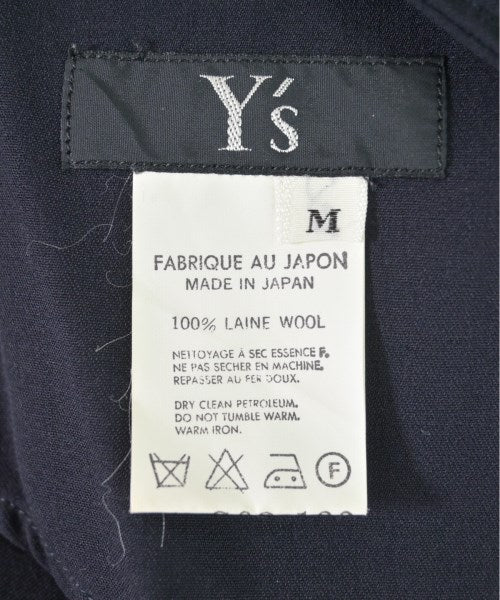 Y's
M
FABRIQUE AU JAPON
MADE IN JAPAN
100% LAINE WOOL
NETTOYAGE À SEC ESSENCE F.
NE PAS SECHER EN MACHINE.
REPASSER AU FER DOUX.
DRY CLEAN PETROLEUM.
DO NOT TUMBLE WARM.
WARM IRON.
F